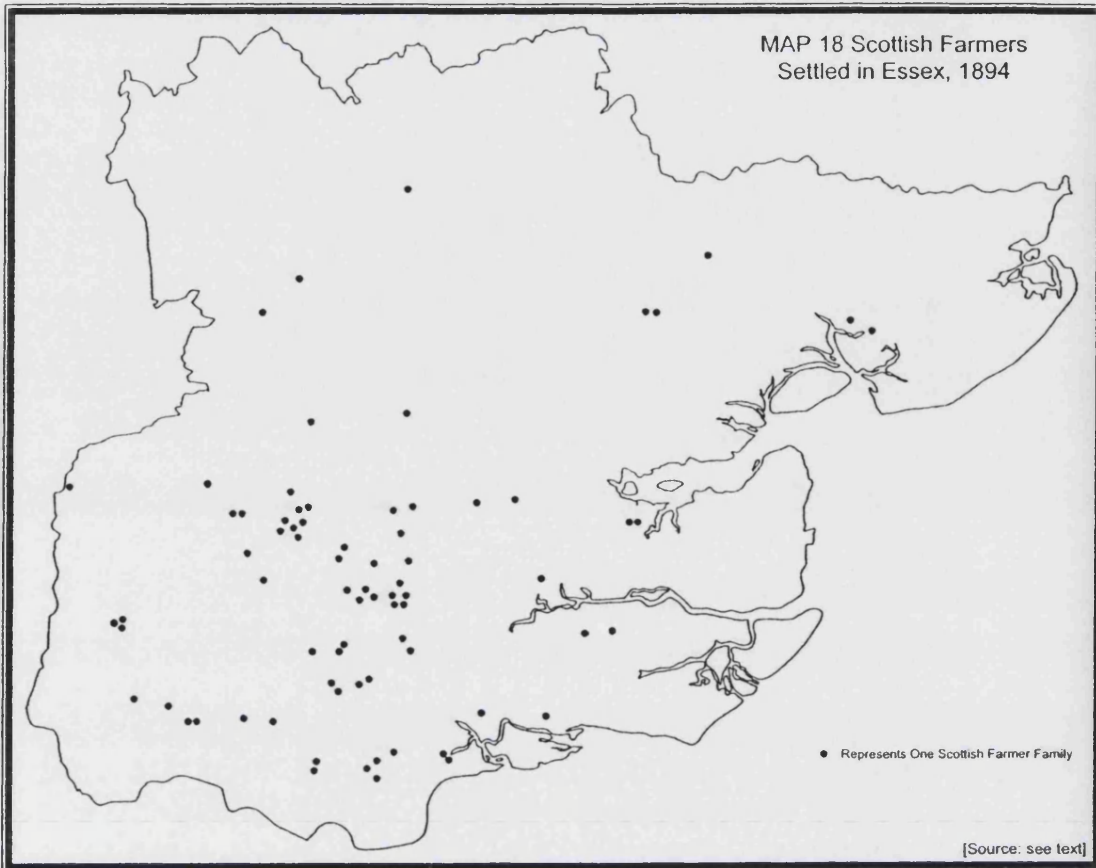 MAP 18 Scottish Farmers
Settled in Essex, 1894
Represents One Scottish Farmer Family
[Source: see text]